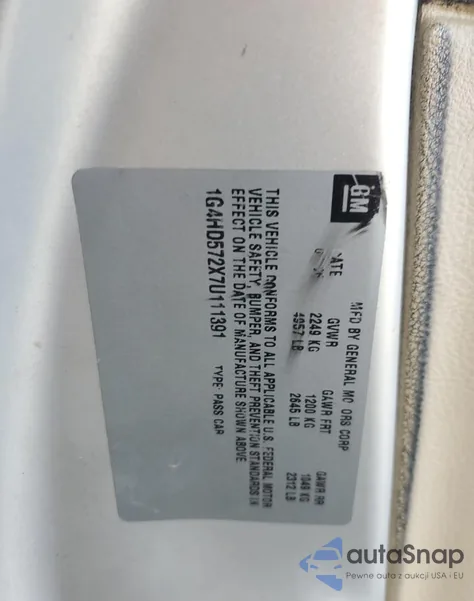 GM
MFD BY GENERAL MO ORS CORP
DATE GVWR GAWR FRT GAWR RR
2249 KG 1200 KG 1049 KG
4957 LB 2645 LB 2312 LB
THIS VEHICLE CONFORMS TO ALL APPLICABLE U.S. FEDERAL MOTOR
VEHICLE SAFETY, BUMPER, AND THEFT PREVENTION STANDARDS IN
EFFECT ON THE DATE OF MANUFACTURE SHOWN ABOVE
1G4HD572X7U111391 TYPE: PASS CAR
autaSnap
Pewne auta z aukcji USA i EU